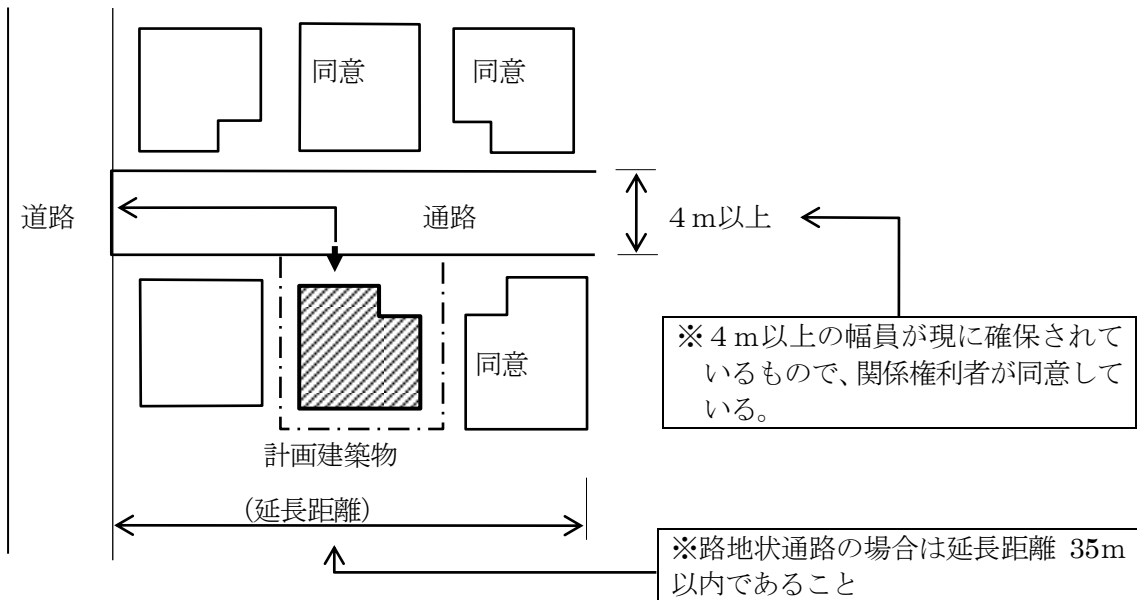 同意
同意
道路
通路
４ｍ以上
※４ｍ以上の幅員が現に確保されて
いるもので、関係権利者が同意して
いる。
同意
計画建築物
（延長距離）
※路地状通路の場合は延長距離 35ｍ
以内であること